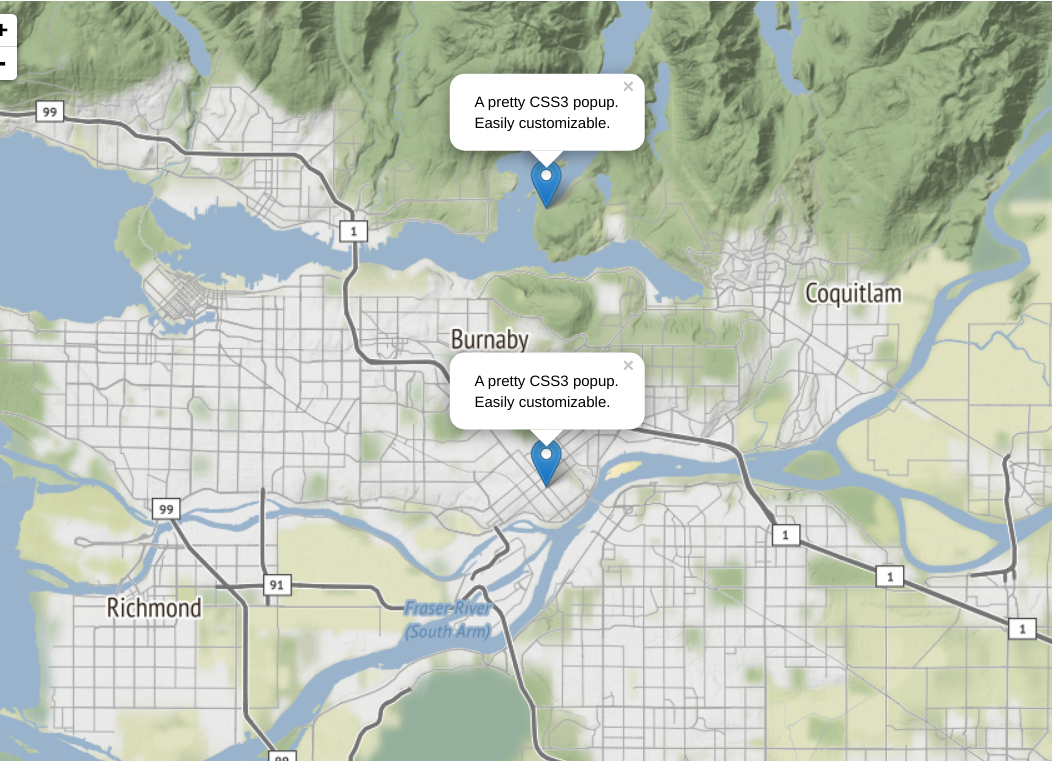 +
-
A pretty CSS3 popup.
Easily customizable.
×
99
1
Coquitlam
Burnaby
A pretty CSS3 popup.
Easily customizable.
×
99
1
1
91
Richmond
Fraser River
(South Arm)
1
99